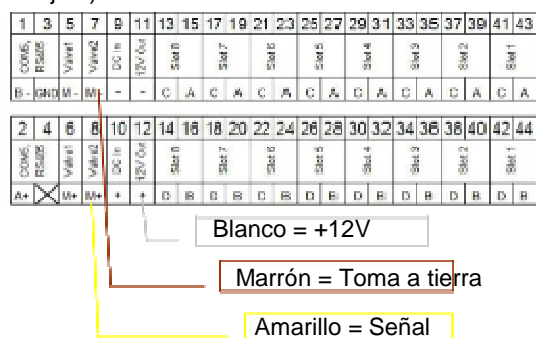 1 3 5 7 9 11 13 15 17 19 21 23 25 27 29 31 33 35 37 39 41 43
COM5, RS485 Valve1 Valve2 DC In 12V Out Slot 8 Slot 7 Slot 6 Slot 5 Slot 4 Slot 3 Slot 2 Slot 1
B - GND M - M- - - C A C A C A C A C A C A C A C A
2 4 6 8 10 12 14 16 18 20 22 24 26 28 30 32 34 36 38 40 42 44
COM5, RS485 Valve1 Valve2 DC In 12V Out Slot 8 Slot 7 Slot 6 Slot 5 Slot 4 Slot 3 Slot 2 Slot 1
A+ M+ M+ + + D B D B D B D B D B D B D B D B
Blanco = +12V
Marrón = Toma a tierra
Amarillo = Señal